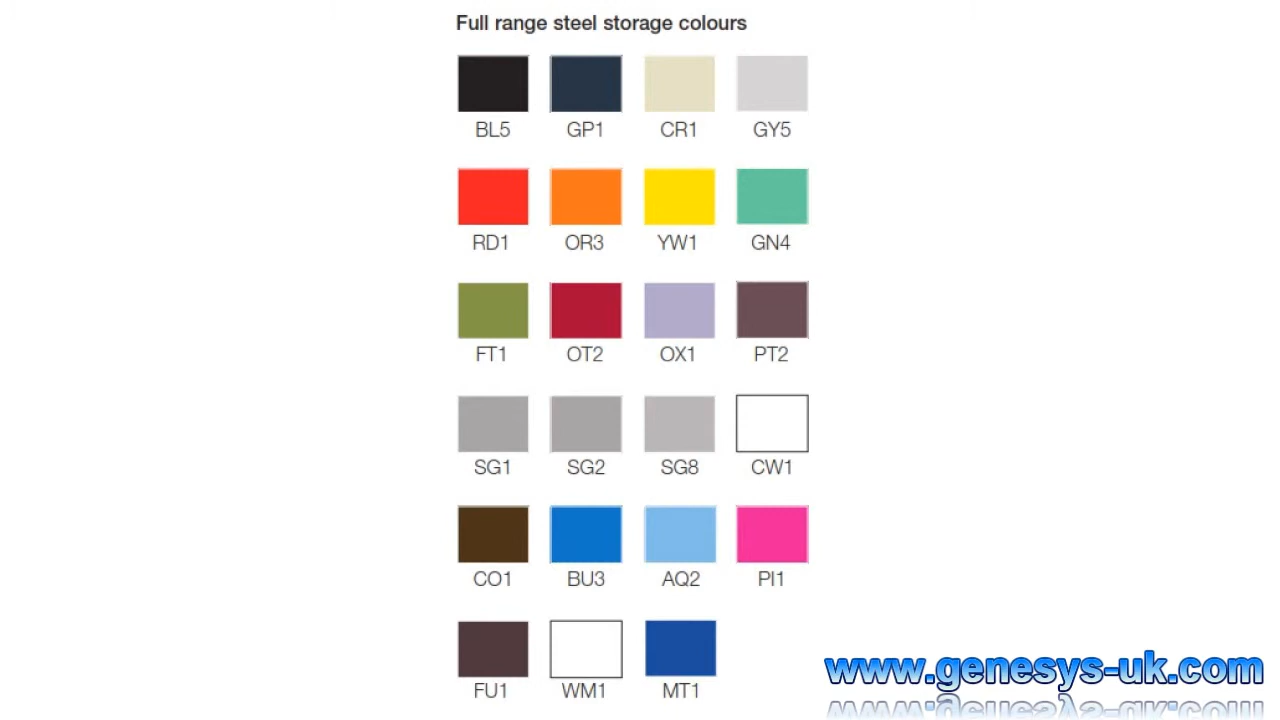 Full range steel storage colours
BL5 GP1 CR1 GY5
RD1 OR3 YW1 GN4
FT1 OT2 OX1 PT2
SG1 SG2 SG8 CW1
CO1 BU3 AQ2 PI1
FU1 WM1 MT1
www.genesys-uk.com